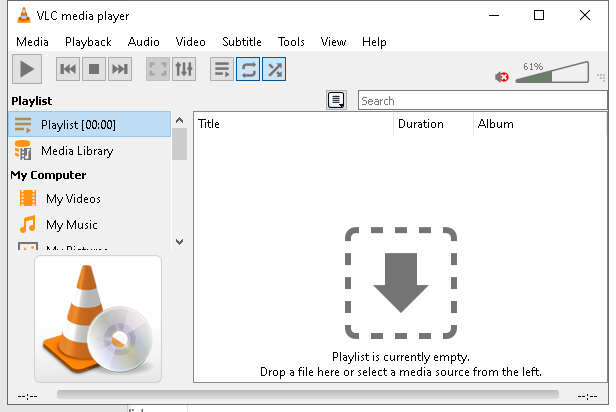 VLC media player
Media Playback Audio Video Subtitle Tools View Help
61%
Playlist
Search
Playlist [00:00]
Title Duration Album
Media Library
My Computer
My Videos
My Music
My Pictures
Playlist is currently empty.
Drop a file here or select a media source from the left.
--:-- --:--